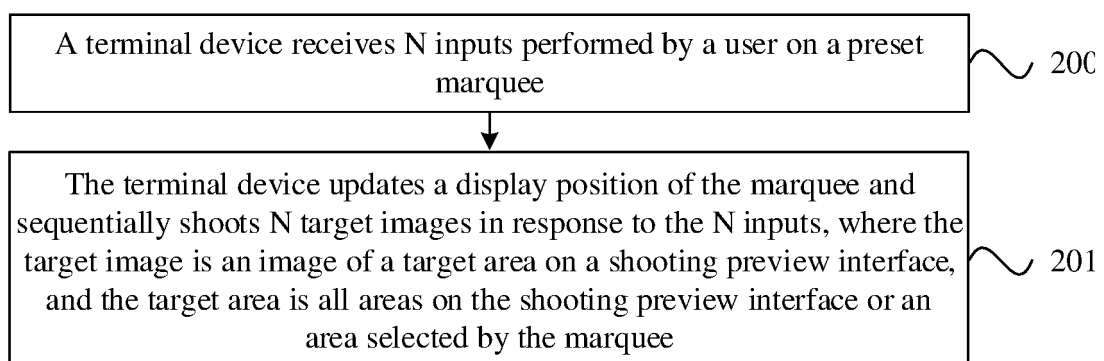 A terminal device receives N inputs performed by a user on a preset
marquee
200
The terminal device updates a display position of the marquee and
sequentially shoots N target images in response to the N inputs, where the
target image is an image of a target area on a shooting preview interface,
and the target area is all areas on the shooting preview interface or an
area selected by the marquee
201